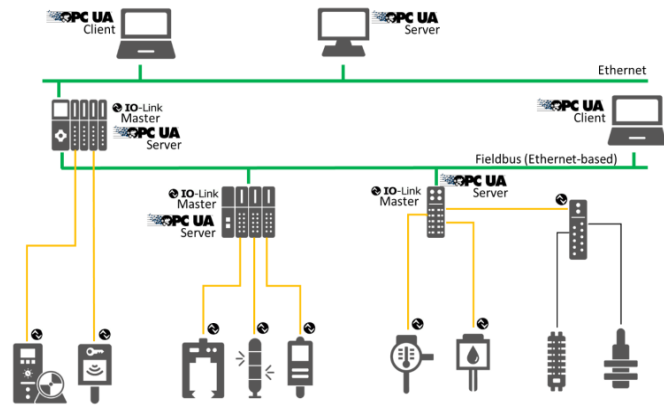 OPC UA
Client
OPC UA
Server
Ethernet
IO-Link
Master
OPC UA
Server
OPC UA
Client
Fieldbus (Ethernet-based)
IO-Link
Master
OPC UA
Server
IO-Link
Master
OPC UA
Server